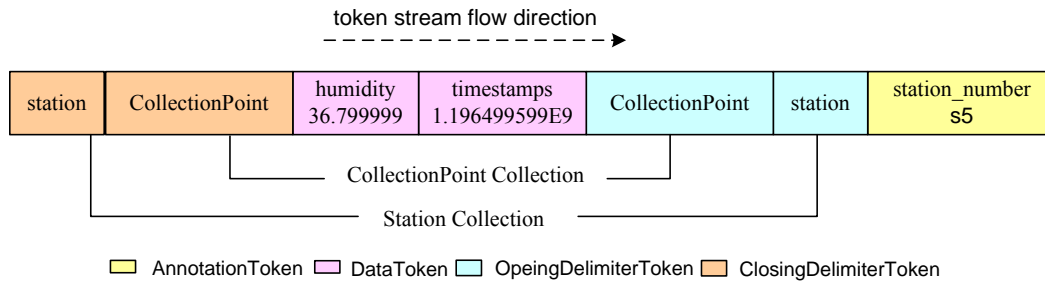 token stream flow direction
station
CollectionPoint
humidity
36.799999
timestamps
1.196499599E9
CollectionPoint
station
station_number
s5
CollectionPoint Collection
Station Collection
AnnotationToken
DataToken
OpeingDelimiterToken
ClosingDelimiterToken